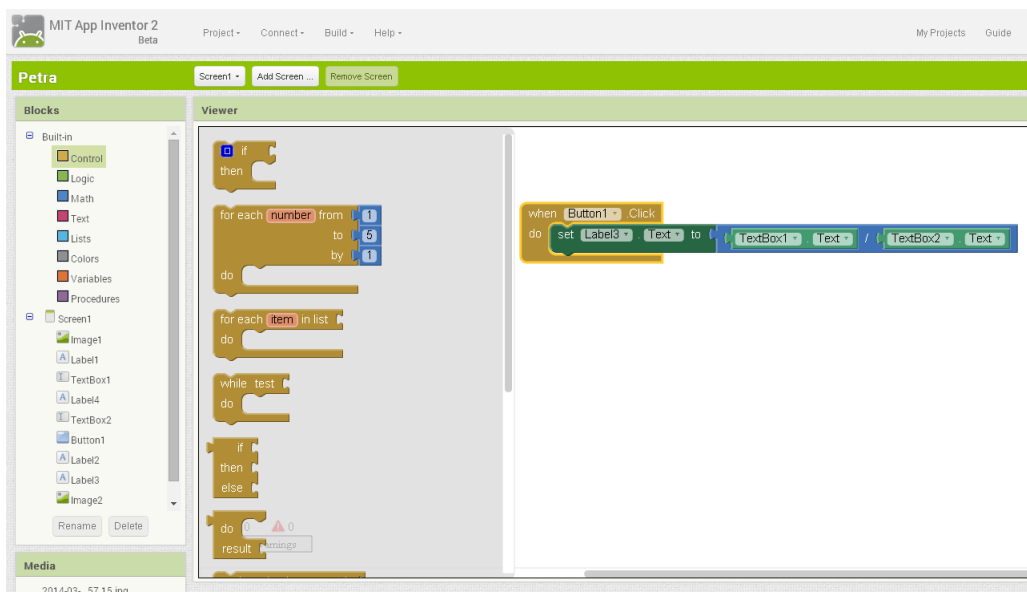 MIT App Inventor 2
Beta
Project Connect Build Help My Projects Guide
Petra Screen1 Add Screen ... Remove Screen
Blocks
Viewer
Built-in
Control
Logic
Math
Text
Lists
Colors
Variables
Procedures
Screen1
Image1
Label1
TextBox1
Label4
TextBox2
Button1
Label2
Label3
Image2
Rename Delete
Media
if
then
for each number from 1
to 5
by 1
do
for each item in list
do
while test
do
if
then
else
do 0 0
result
when Button1 .Click
do set Label3 . Text to TextBox1 . Text / TextBox2 . Text